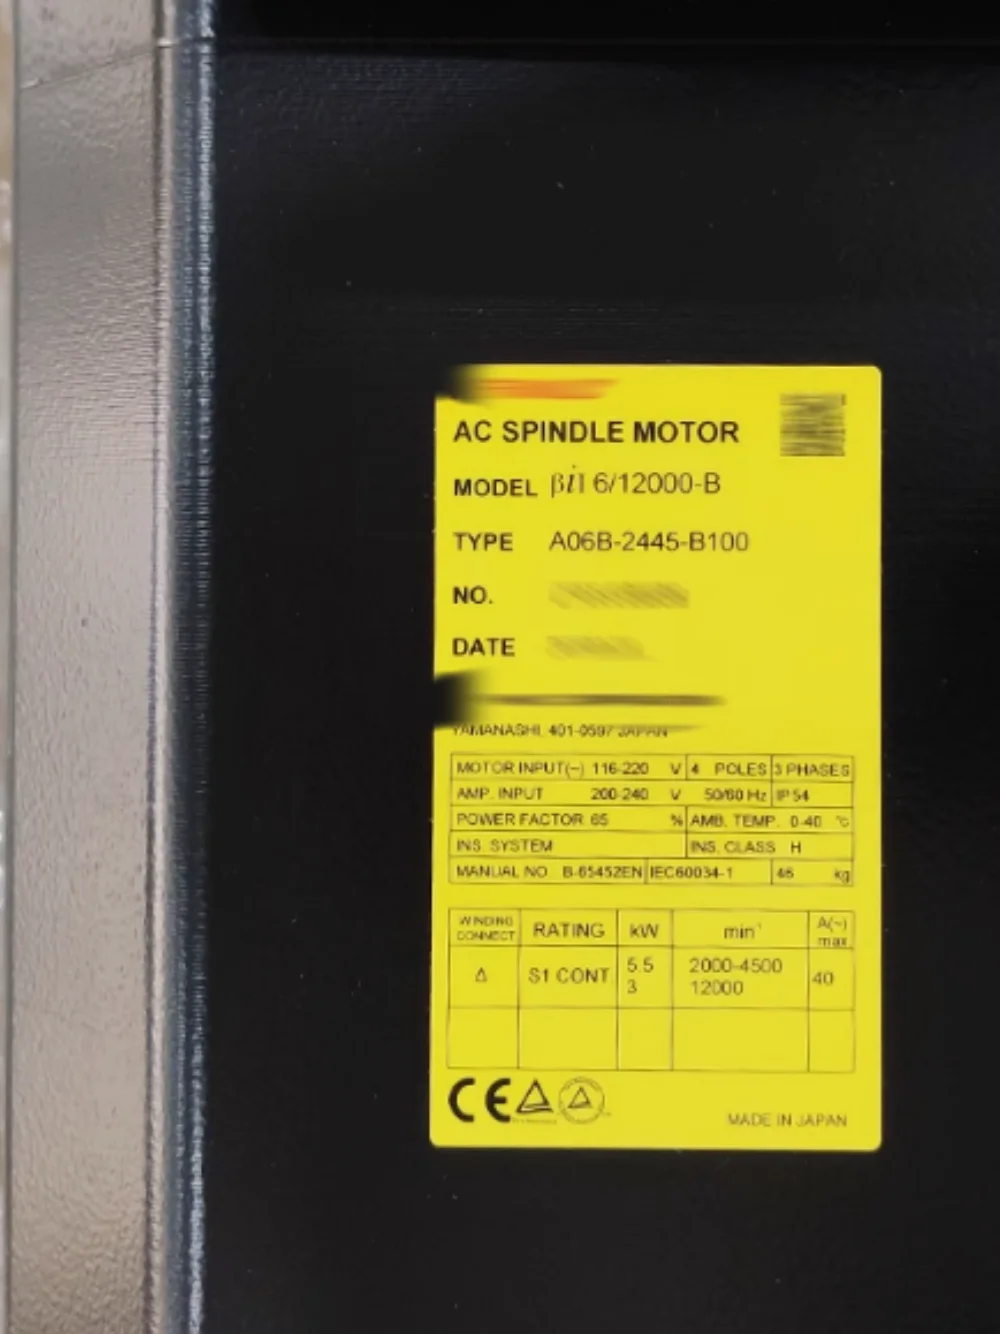 AC SPINDLE MOTOR
MODEL βiI 6/12000-B
TYPE A06B-2445-B100
NO.
DATE
YAMANASHI, 401-0597 JAPAN
MOTOR INPUT(~) 116-220 V 4 POLES 3 PHASES
AMP. INPUT 200-240 V 50/60 Hz IP 54
POWER FACTOR 65 % AMB. TEMP. 0-40 ℃
INS. SYSTEM INS. CLASS H
MANUAL NO. B-65452EN IEC60034-1 46 kg
WINDING CONNECT RATING kW min⁻¹ A(~) max
Δ S1 CONT 5.5 2000-4500 40
3 12000
CE
MADE IN JAPAN